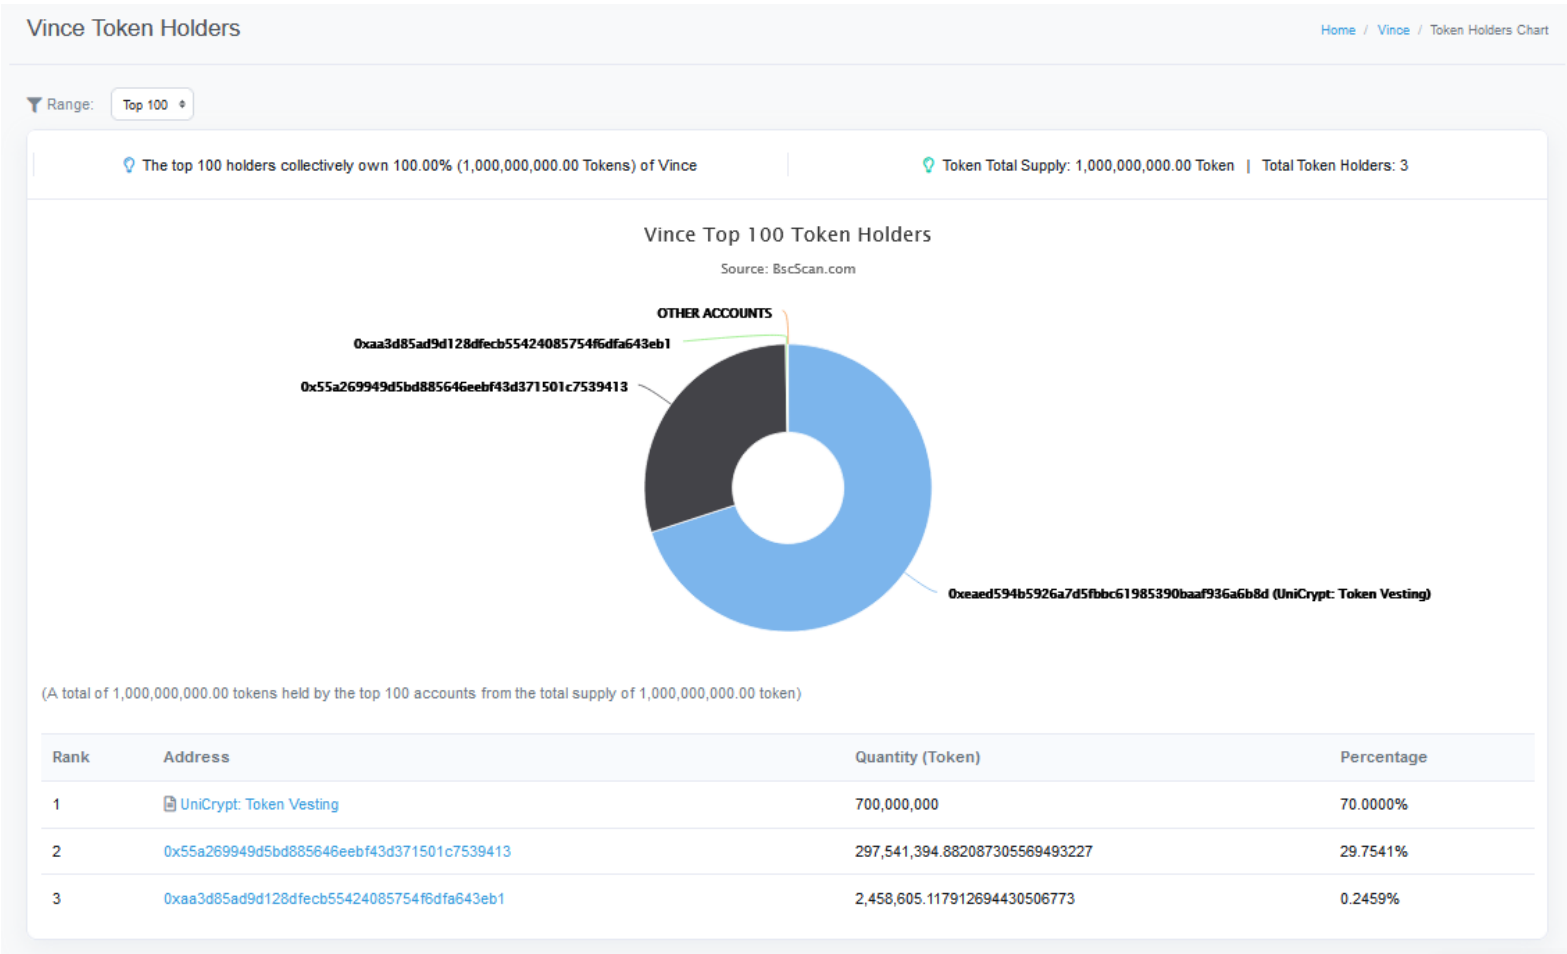 Vince Token Holders
Home / Vince / Token Holders Chart
Range: Top 100
The top 100 holders collectively own 100.00% (1,000,000,000.00 Tokens) of Vince
Token Total Supply: 1,000,000,000.00 Token | Total Token Holders: 3
Vince Top 100 Token Holders
Source: BscScan.com
OTHER ACCOUNTS
0xaa3d85ad9d128dfecb55424085754f6dfa643eb1
0x55a269949d5bd885646eebf43d371501c7539413
0xeaed594b5926a7d5fbbc61985390baaf936a6b8d (UniCrypt: Token Vesting)
(A total of 1,000,000,000.00 tokens held by the top 100 accounts from the total supply of 1,000,000,000.00 token)
Rank Address Quantity (Token) Percentage
1 UniCrypt: Token Vesting 700,000,000 70.0000%
2 0x55a269949d5bd885646eebf43d371501c7539413 297,541,394.882087305569493227 29.7541%
3 0xaa3d85ad9d128dfecb55424085754f6dfa643eb1 2,458,605.117912694430506773 0.2459%